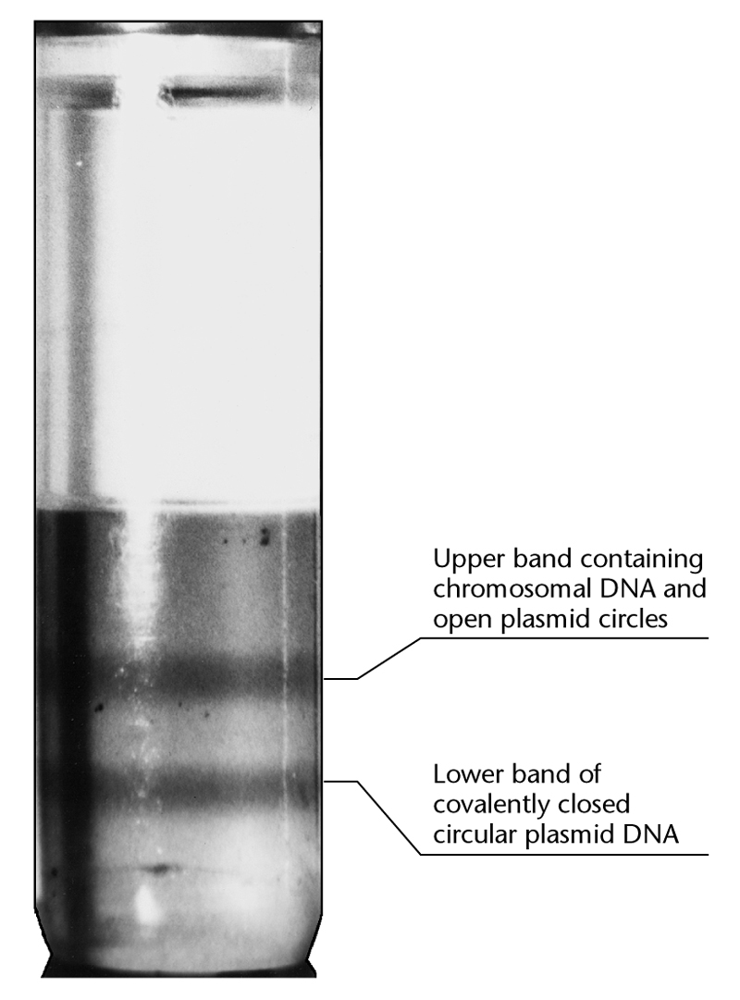 Upper band containing
chromosomal DNA and
open plasmid circles
Lower band of
covalently closed
circular plasmid DNA